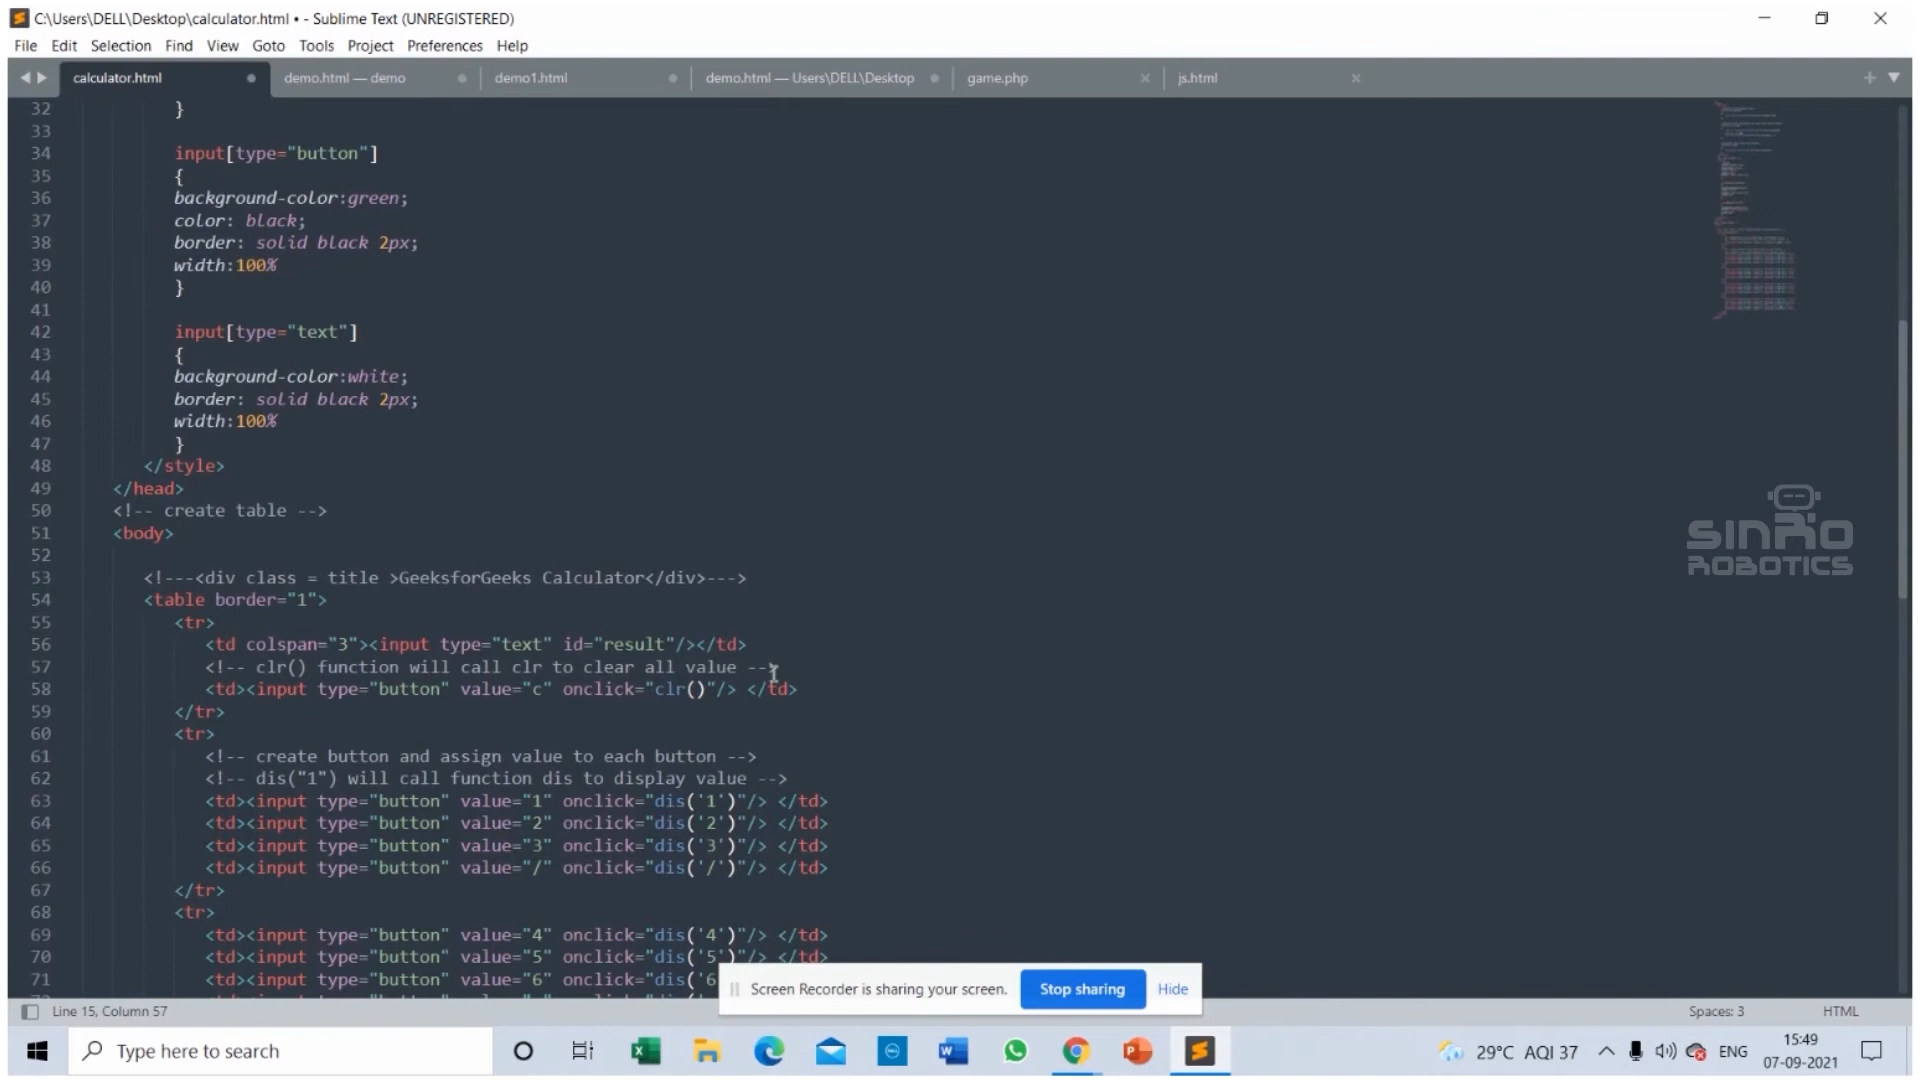 C:\Users\DELL\Desktop\calculator.html • - Sublime Text (UNREGISTERED)
File Edit Selection Find View Goto Tools Project Preferences Help
calculator.html demo.html — demo demo1.html demo.html — Users\DELL\Desktop game.php js.html
32 }
33
34 input[type="button"]
35 {
36 background-color:green;
37 color: black;
38 border: solid black 2px;
39 width:100%
40 }
41
42 input[type="text"]
43 {
44 background-color:white;
45 border: solid black 2px;
46 width:100%
47 }
48 </style>
49 </head>
50 <!-- create table -->
51 <body>
52
53 <!---<div class = title >GeeksforGeeks Calculator</div>--->
54 <table border="1">
55 <tr>
56 <td colspan="3"><input type="text" id="result"/></td>
57 <!-- clr() function will call clr to clear all value -->
58 <td><input type="button" value="c" onclick="clr()"/> </td>
59 </tr>
60 <tr>
61 <!-- create button and assign value to each button -->
62 <!-- dis("1") will call function dis to display value -->
63 <td><input type="button" value="1" onclick="dis('1')"/> </td>
64 <td><input type="button" value="2" onclick="dis('2')"/> </td>
65 <td><input type="button" value="3" onclick="dis('3')"/> </td>
66 <td><input type="button" value="/" onclick="dis('/')"/> </td>
67 </tr>
68 <tr>
69 <td><input type="button" value="4" onclick="dis('4')"/> </td>
70 <td><input type="button" value="5" onclick="dis('5')"/> </td>
71 <td><input type="button" value="6" onclick="dis('6
SINRO
ROBOTICS
Screen Recorder is sharing your screen. Stop sharing Hide
Line 15, Column 57 Spaces: 3 HTML
Type here to search
29°C AQI 37 ENG
15:49
07-09-2021